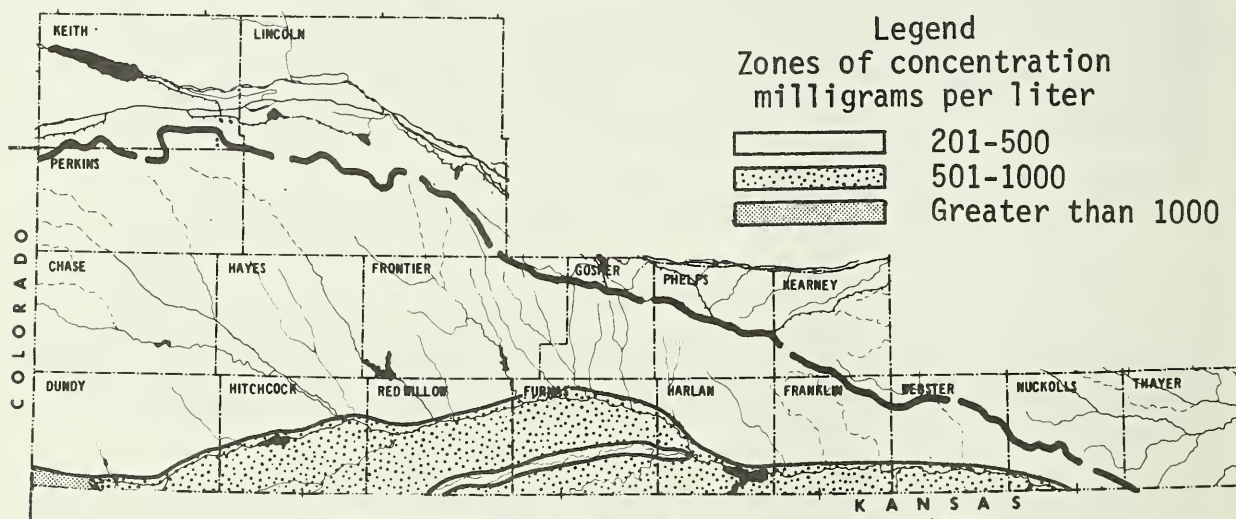 Legend
Zones of concentration
milligrams per liter
201-500
501-1000
Greater than 1000
KEITH
LINCOLN
PERKINS
COLORADO
CHASE
HAYES
FRONTIER
GOSPER
PHELPS
KEARNEY
DUNDY
HITCHCOCK
RED WILLOW
FURNAS
HARLAN
FRANKLIN
WEBSTER
NUCKOLLS
THAYER
KANSAS